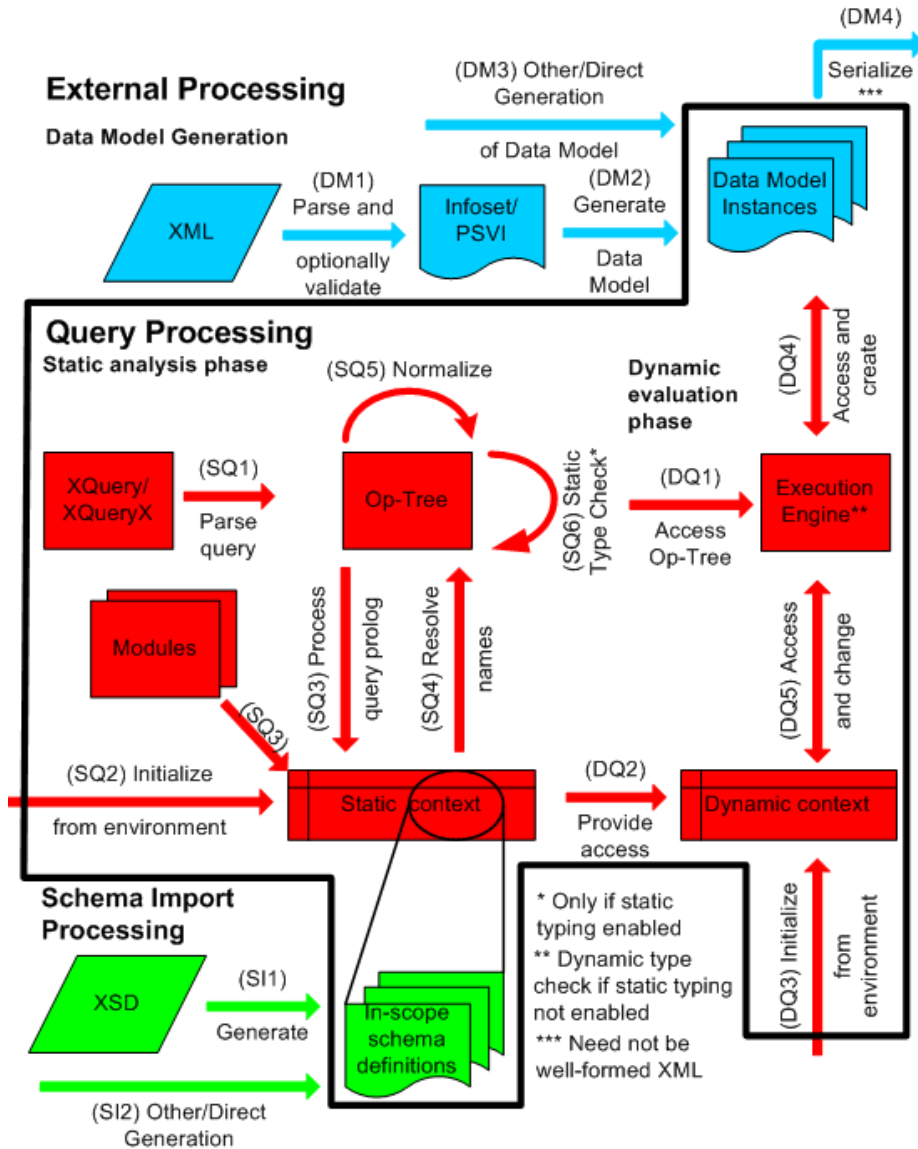 (DM4)
Serialize
***
External Processing
Data Model Generation
(DM3) Other/Direct
Generation
of Data Model
XML
(DM1)
Parse and
optionally
validate
Infoset/
PSVI
(DM2)
Generate
Data
Model
Data Model
Instances
Query Processing
Static analysis phase
(SQ5) Normalize
Dynamic
evaluation
phase
(DQ4)
Access and
create
XQuery/
XQueryX
(SQ1)
Parse
query
Op-Tree
(SQ6) Static
Type Check*
(DQ1)
Access
Op-Tree
Execution
Engine**
Modules
(SQ3)
(SQ3) Process
query prolog
(SQ4) Resolve
names
(DQ5) Access
and change
(SQ2) Initialize
from environment
Static context
(DQ2)
Provide
access
Dynamic context
Schema Import
Processing
XSD
(SI1)
Generate
(SI2) Other/Direct
Generation
In-scope
schema
definitions
* Only if static
typing enabled
** Dynamic type
check if static typing
not enabled
*** Need not be
well-formed XML
(DQ3) Initialize
from
environment